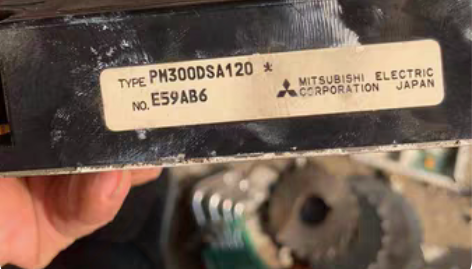 TYPE PM300DSA120 *
NO. E59AB6
MITSUBISHI ELECTRIC
CORPORATION JAPAN